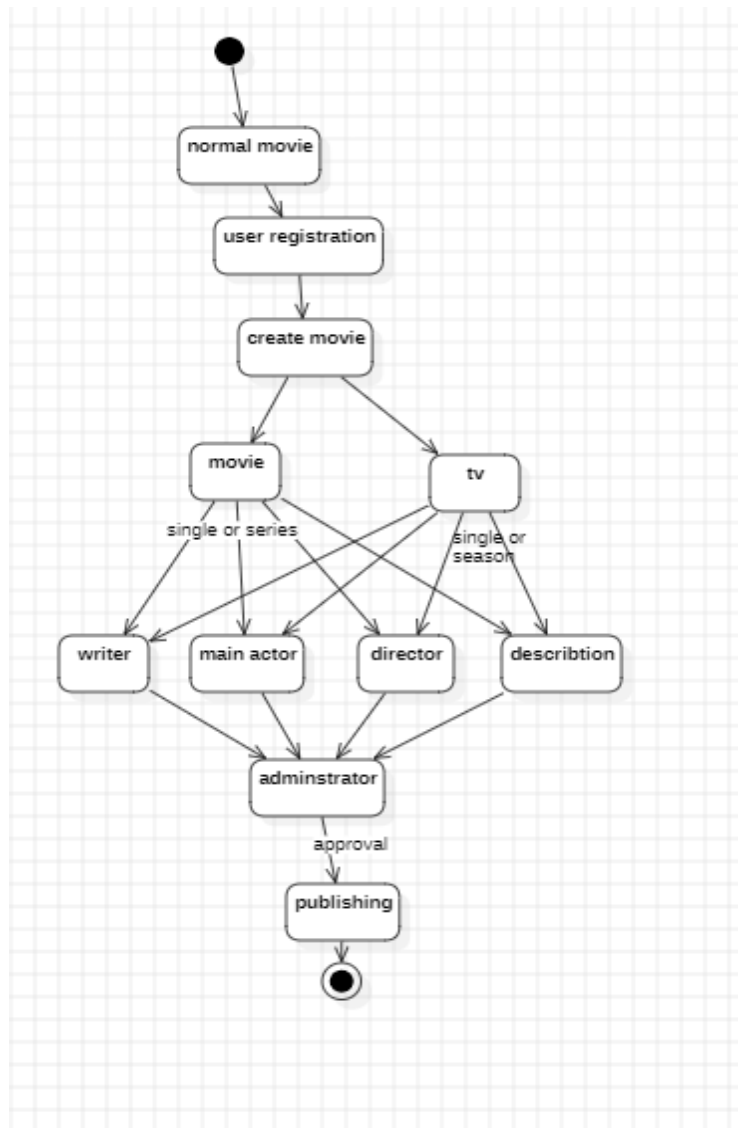 normal movie
user registration
create movie
movie
tv
single or series
single or
season
writer
main actor
director
describtion
adminstrator
approval
publishing